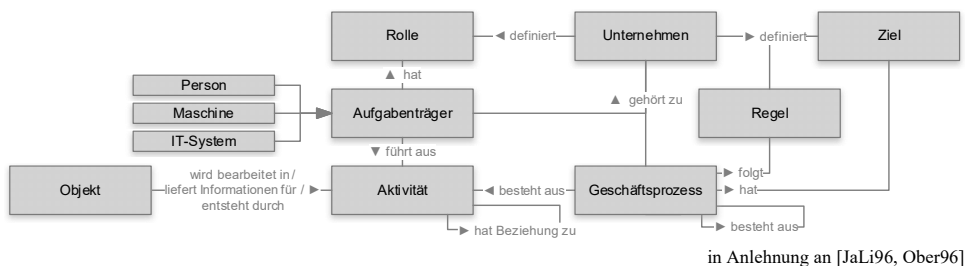 Rolle
◄ definiert
Unternehmen
► definiert
Ziel
▲ hat
Person
Maschine
IT-System
Aufgabenträger
▲ gehört zu
Regel
▼ führt aus
Objekt
wird bearbeitet in /
liefert Informationen für / ►
entsteht durch
Aktivität
◄ besteht aus
Geschäftsprozess
► folgt
► hat
► hat Beziehung zu
► besteht aus
in Anlehnung an [JaLi96, Ober96]